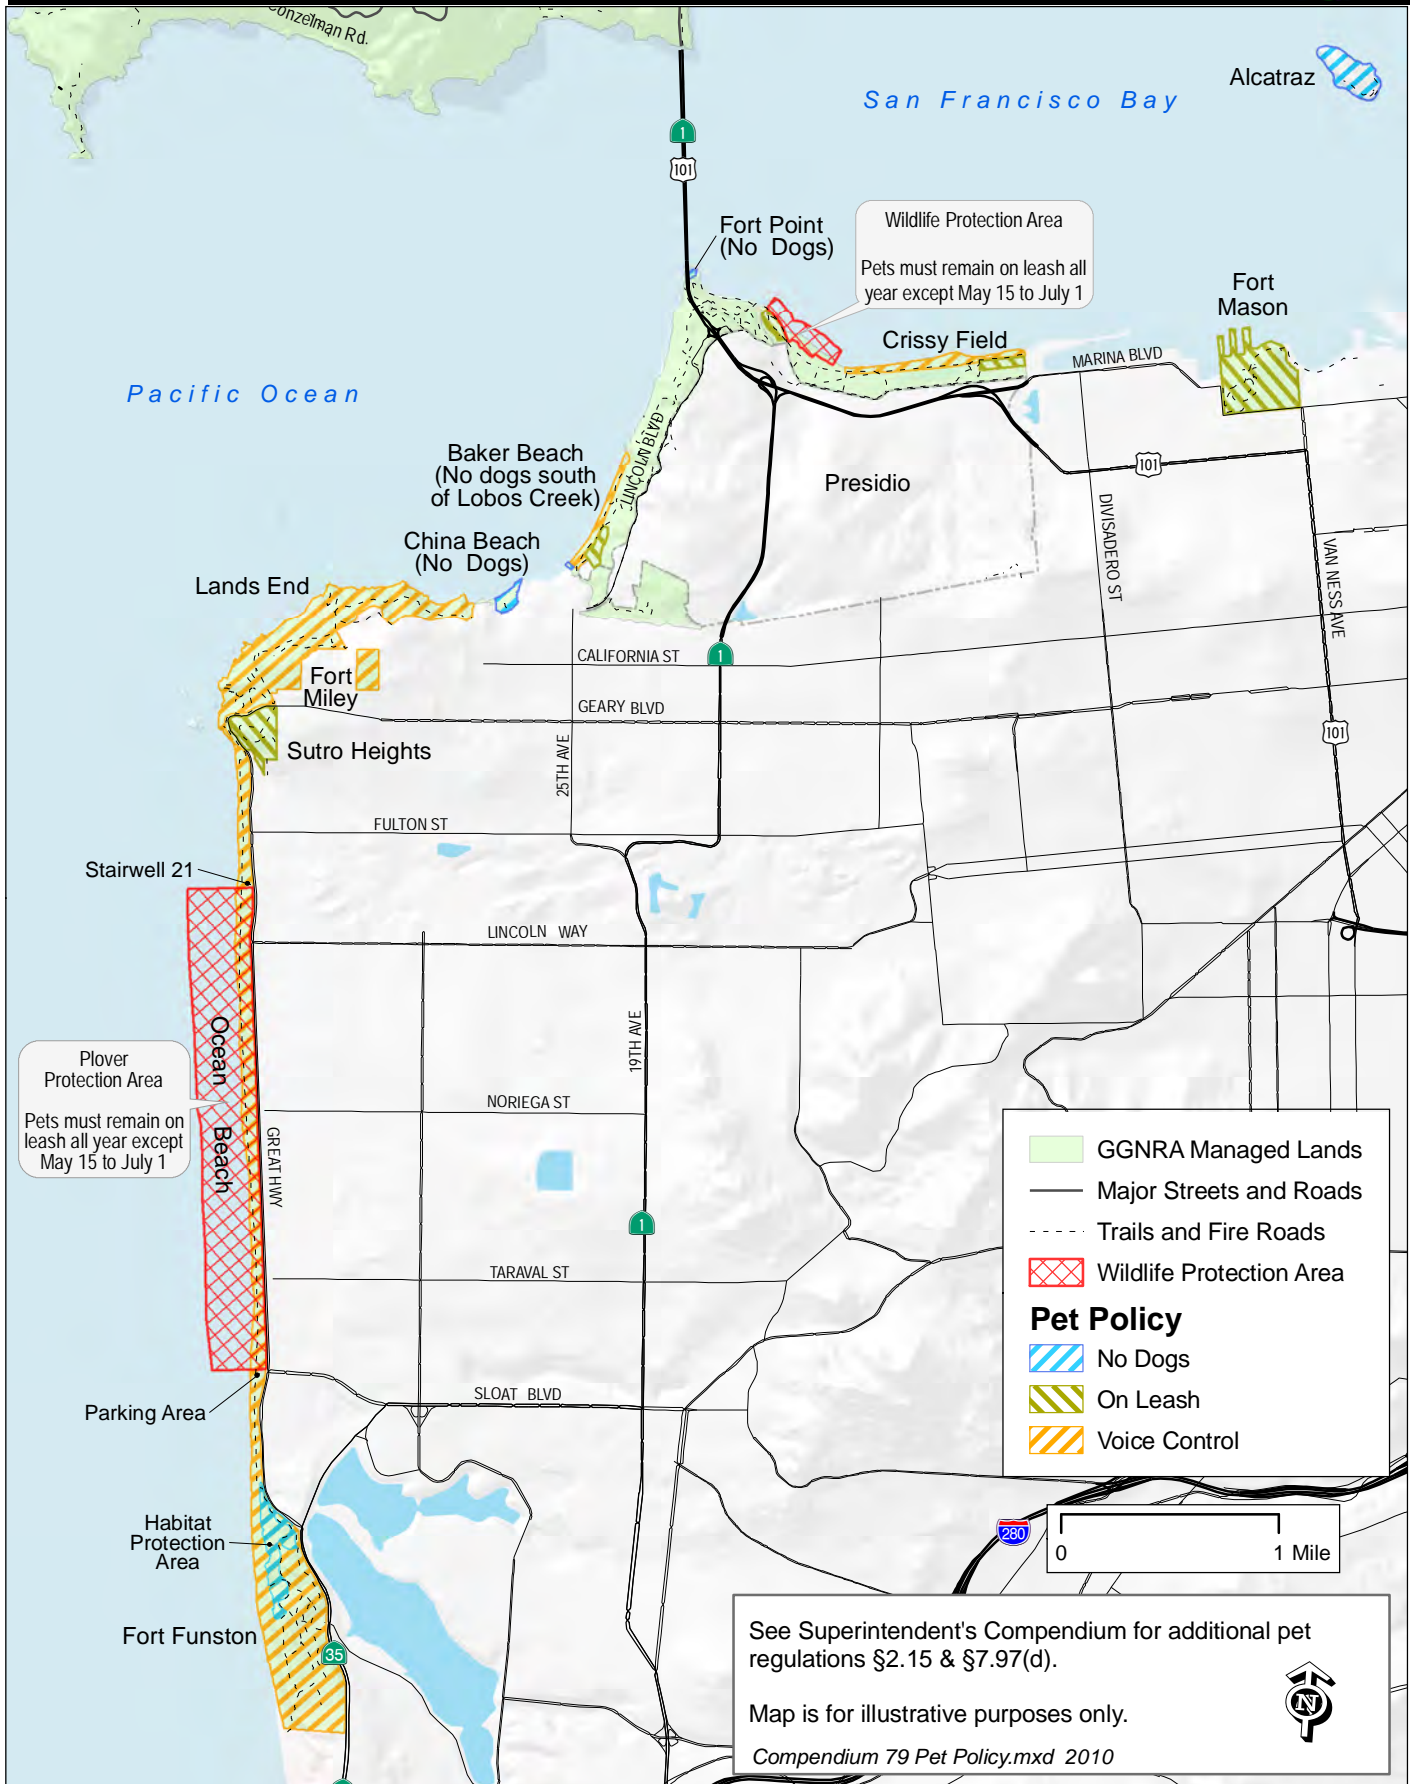 Conzelman Rd.
Alcatraz
San Francisco Bay
1
101
Fort Point
(No Dogs)
Wildlife Protection Area
Pets must remain on leash all
year except May 15 to July 1
Fort
Mason
Crissy Field
MARINA BLVD
Pacific Ocean
LINCOLN BLVD
Baker Beach
(No dogs south
of Lobos Creek)
101
Presidio
DIVISADERO ST
VAN NESS AVE
China Beach
(No Dogs)
Lands End
CALIFORNIA ST
1
Fort
Miley
GEARY BLVD
101
Sutro Heights
25TH AVE
FULTON ST
Stairwell 21
LINCOLN WAY
Ocean Beach
19TH AVE
Plover
Protection Area
Pets must remain on
leash all year except
May 15 to July 1
NORIEGA ST
GREAT HWY
1
TARAVAL ST
GGNRA Managed Lands
Major Streets and Roads
Trails and Fire Roads
Wildlife Protection Area
Pet Policy
No Dogs
On Leash
Voice Control
SLOAT BLVD
Parking Area
Habitat
Protection
Area
280
0 1 Mile
Fort Funston
35
See Superintendent's Compendium for additional pet
regulations §2.15 & §7.97(d).
Map is for illustrative purposes only.
N
Compendium 79 Pet Policy.mxd 2010